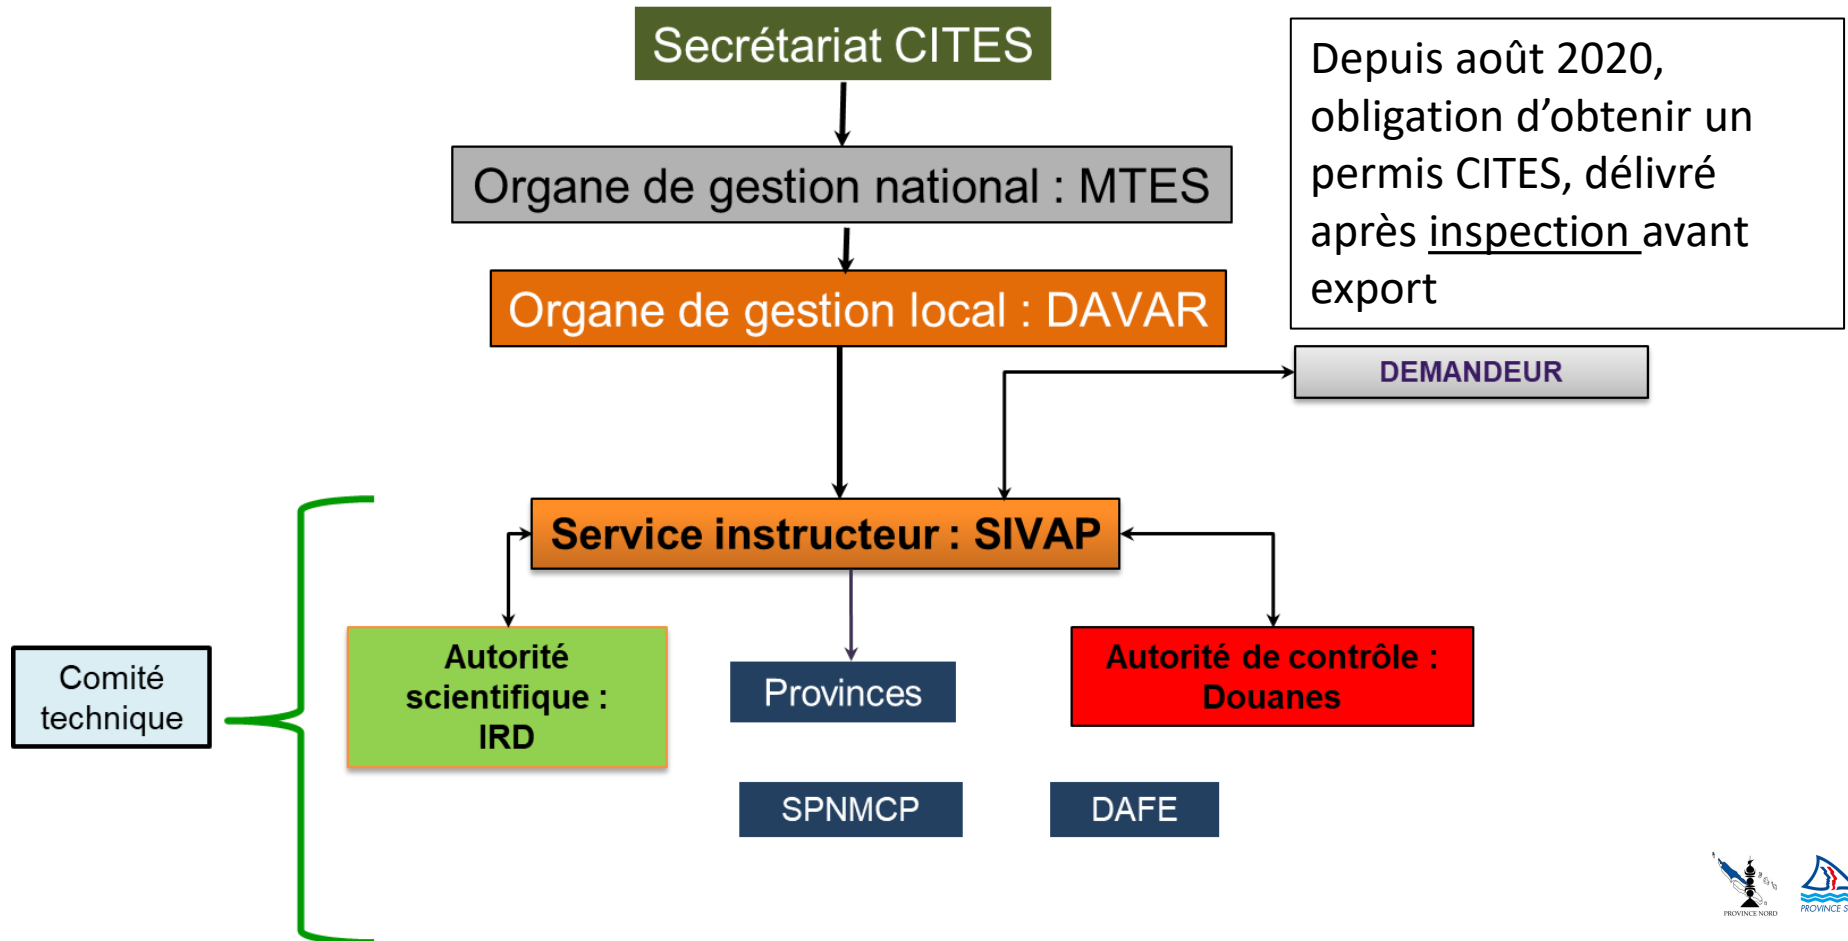 Secrétariat CITES
Depuis août 2020,
obligation d'obtenir un
permis CITES, délivré
après inspection avant
export
Organe de gestion national : MTES
Organe de gestion local : DAVAR
DEMANDEUR
Service instructeur : SIVAP
Comité
technique
Autorité
scientifique :
IRD
Provinces
Autorité de contrôle :
Douanes
SPNMCP
DAFE
PROVINCE NORD
PROVINCE S